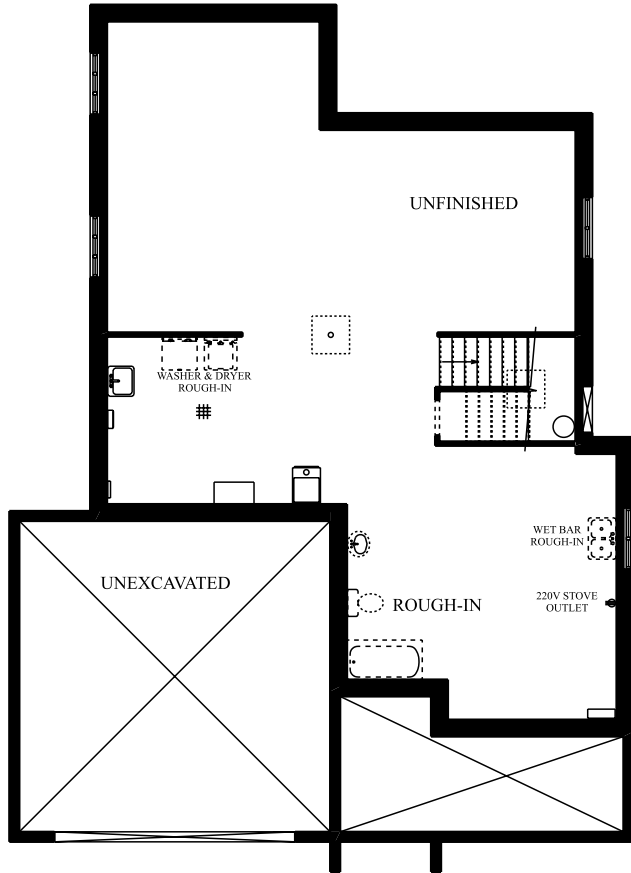 UNFINISHED
WASHER & DRYER
ROUGH-IN
WET BAR
ROUGH-IN
UNEXCAVATED
220V STOVE
OUTLET
ROUGH-IN